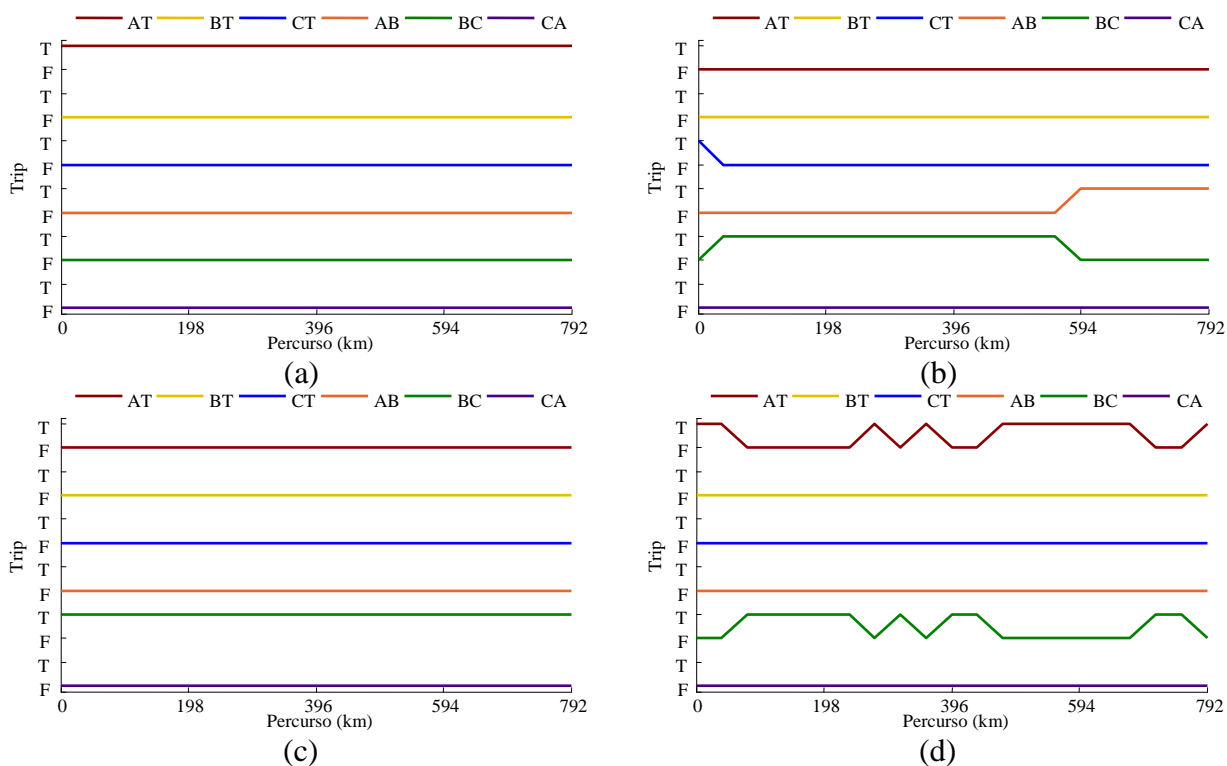 AT BT CT AB BC CA
T
F
T
F
T
F
T
F
T
F
T
F
Trip
0 198 396 594 792
Percurso (km)
(a)
AT BT CT AB BC CA
T
F
T
F
T
F
T
F
T
F
T
F
Trip
0 198 396 594 792
Percurso (km)
(b)
AT BT CT AB BC CA
T
F
T
F
T
F
T
F
T
F
T
F
Trip
0 198 396 594 792
Percurso (km)
(c)
AT BT CT AB BC CA
T
F
T
F
T
F
T
F
T
F
T
F
Trip
0 198 396 594 792
Percurso (km)
(d)